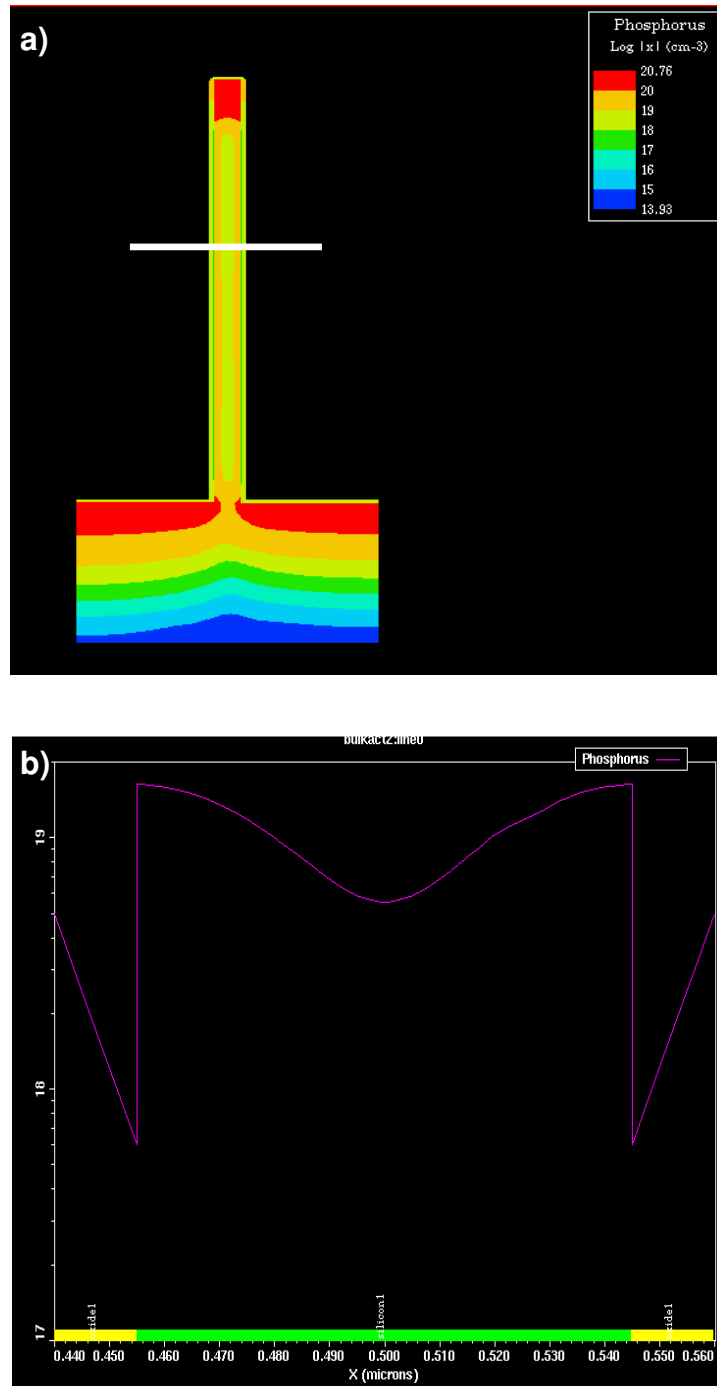 a)
Phosphorus
Log |x| (cm-3)
20.76
20
19
18
17
16
15
13.93
b)
bulkact2:line0
Phosphorus
19
18
17
oxide1
silicon1
oxide1
0.440 0.450 0.460 0.470 0.480 0.490 0.500 0.510 0.520 0.530 0.540 0.550 0.560
X (microns)